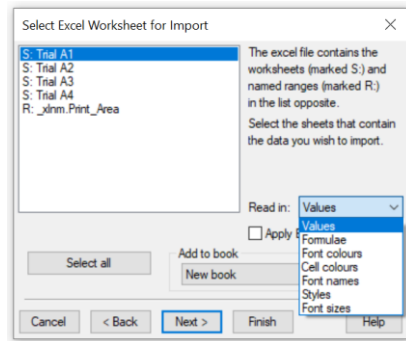 Select Excel Worksheet for Import
S: Trial A1
S: Trial A2
S: Trial A3
S: Trial A4
R: _xlnm.Print_Area
The excel file contains the
worksheets (marked S:) and
named ranges (marked R:)
in the list opposite.
Select the sheets that contain
the data you wish to import.
Read in: Values
Values
Formulae
Font colours
Cell colours
Font names
Styles
Font sizes
Apply
Select all
Add to book
New book
Cancel
< Back
Next >
Finish
Help